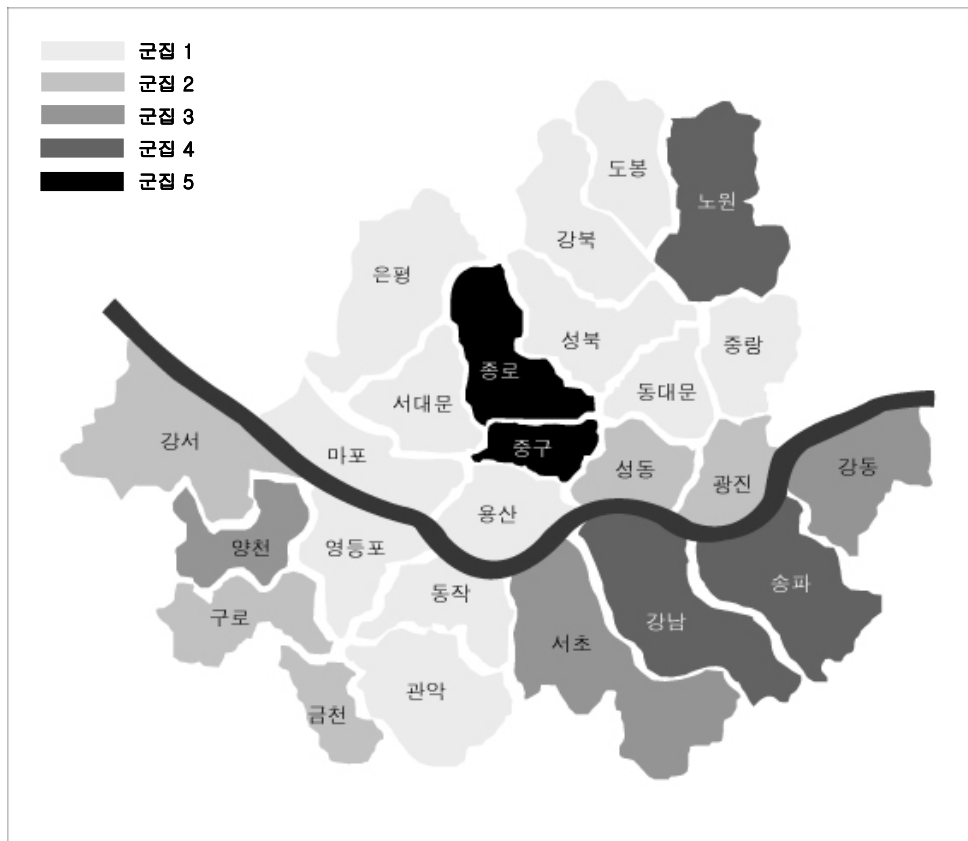 군집 1
군집 2
군집 3
군집 4
군집 5
도봉
노원
강북
은평
성북
중랑
종로
동대문
서대문
강서
마포
중구
성동
광진
강동
용산
양천
영등포
동작
송파
구로
강남
서초
관악
금천